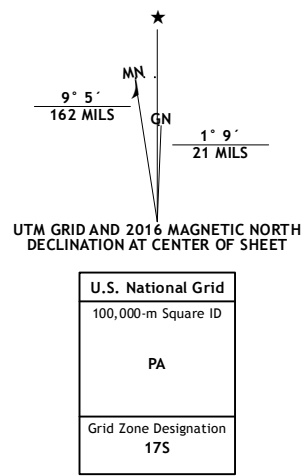 ★
MN
GN
9° 5´
162 MILS
1° 9´
21 MILS
UTM GRID AND 2016 MAGNETIC NORTH
DECLINATION AT CENTER OF SHEET
U.S. National Grid
100,000-m Square ID
PA
Grid Zone Designation
17S